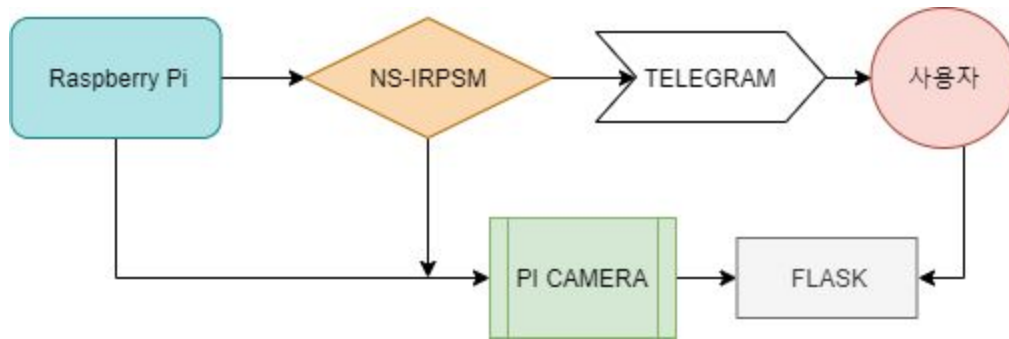 Raspberry Pi
NS-IRPSM
TELEGRAM
사용자
PI CAMERA
FLASK